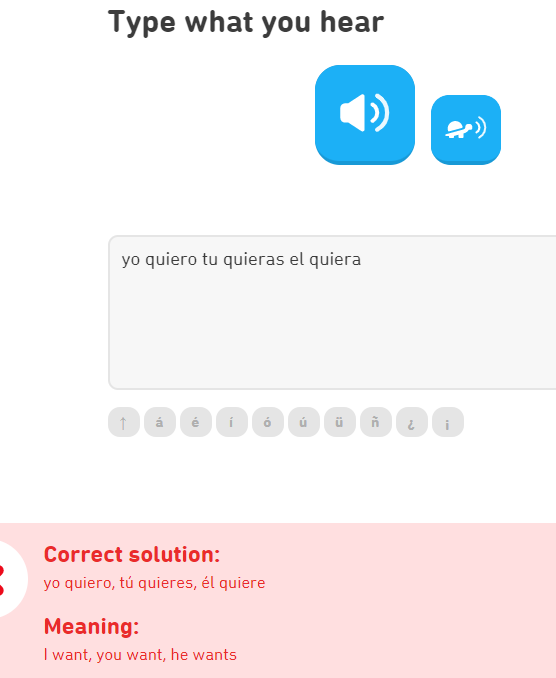 Type what you hear
yo quiero tu quieras el quiera
↑ á é í ó ú ü ñ ¿ ¡
Correct solution:
yo quiero, tú quieres, él quiere
Meaning:
I want, you want, he wants